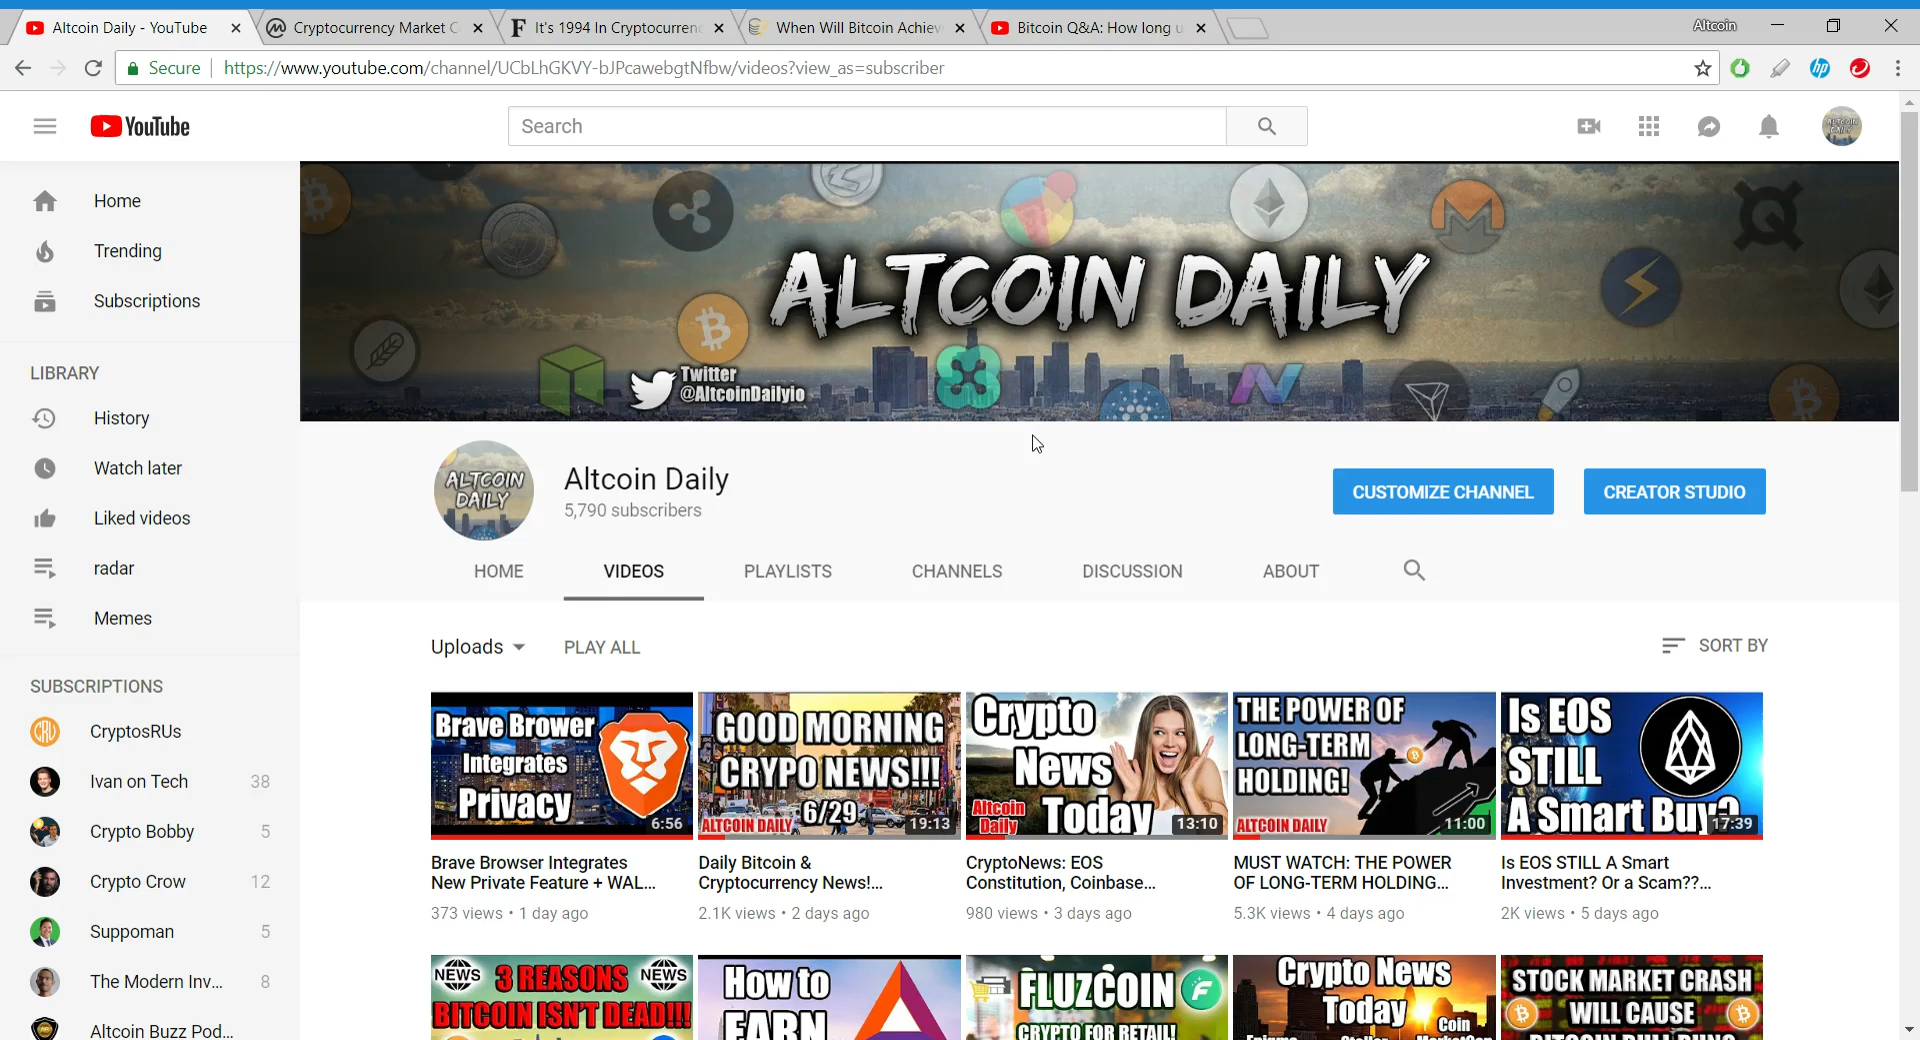 Altcoin Daily - YouTube
Cryptocurrency Market C
It's 1994 In Cryptocurrenc
When Will Bitcoin Achiev
Bitcoin Q&A: How long u
Altcoin
Secure
https://www.youtube.com/channel/UCbLhGKVY-bJPcawebgtNfbw/videos?view_as=subscriber
hp
YouTube
Search
ALTCOIN DAILY
Home
Trending
Subscriptions
ALTCOIN DAILY
Twitter
@AltcoinDailyio
LIBRARY
History
Watch later
Liked videos
radar
Memes
ALTCOIN
DAILY
Altcoin Daily
5,790 subscribers
CUSTOMIZE CHANNEL
CREATOR STUDIO
HOME
VIDEOS
PLAYLISTS
CHANNELS
DISCUSSION
ABOUT
Uploads
PLAY ALL
SORT BY
SUBSCRIPTIONS
CRU
CryptosRUs
Ivan on Tech 38
Crypto Bobby 5
Crypto Crow 12
Suppoman 5
The Modern Inv... 8
Altcoin Buzz Pod...
Brave Brower
Integrates
Privacy
6:56
Brave Browser Integrates
New Private Feature + WAL...
373 views • 1 day ago
GOOD MORNING
CRYPO NEWS!!!
6/29
ALTCOIN DAILY
19:13
Daily Bitcoin &
Cryptocurrency News!...
2.1K views • 2 days ago
Crypto
News
Today
Altcoin
Daily
13:10
CryptoNews: EOS
Constitution, Coinbase...
980 views • 3 days ago
THE POWER OF
LONG-TERM
HOLDING!
ALTCOIN DAILY
11:00
MUST WATCH: THE POWER
OF LONG-TERM HOLDING...
5.3K views • 4 days ago
Is EOS
STILL
A Smart Buy?
17:39
Is EOS STILL A Smart
Investment? Or a Scam??...
2K views • 5 days ago
NEWS
3 REASONS
NEWS
BITCOIN ISN'T DEAD!!!
How to
EARN
FLUZCOIN
CRYPTO FOR RETAIL!
Crypto News
Today
Coin
STOCK MARKET CRASH
WILL CAUSE
BITCOIN BULL RUN